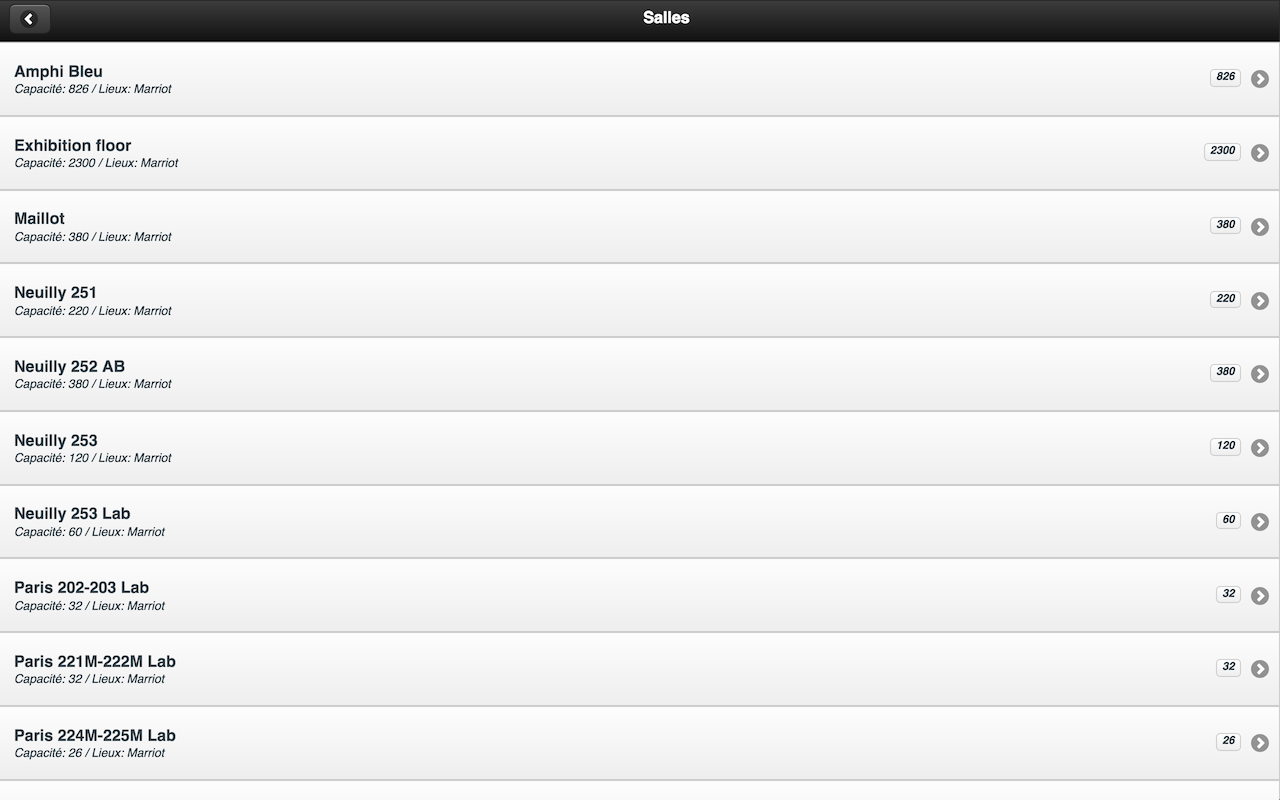 Salles
Amphi Bleu
Capacité: 826 / Lieux: Marriot
826
Exhibition floor
Capacité: 2300 / Lieux: Marriot
2300
Maillot
Capacité: 380 / Lieux: Marriot
380
Neuilly 251
Capacité: 220 / Lieux: Marriot
220
Neuilly 252 AB
Capacité: 380 / Lieux: Marriot
380
Neuilly 253
Capacité: 120 / Lieux: Marriot
120
Neuilly 253 Lab
Capacité: 60 / Lieux: Marriot
60
Paris 202-203 Lab
Capacité: 32 / Lieux: Marriot
32
Paris 221M-222M Lab
Capacité: 32 / Lieux: Marriot
32
Paris 224M-225M Lab
Capacité: 26 / Lieux: Marriot
26